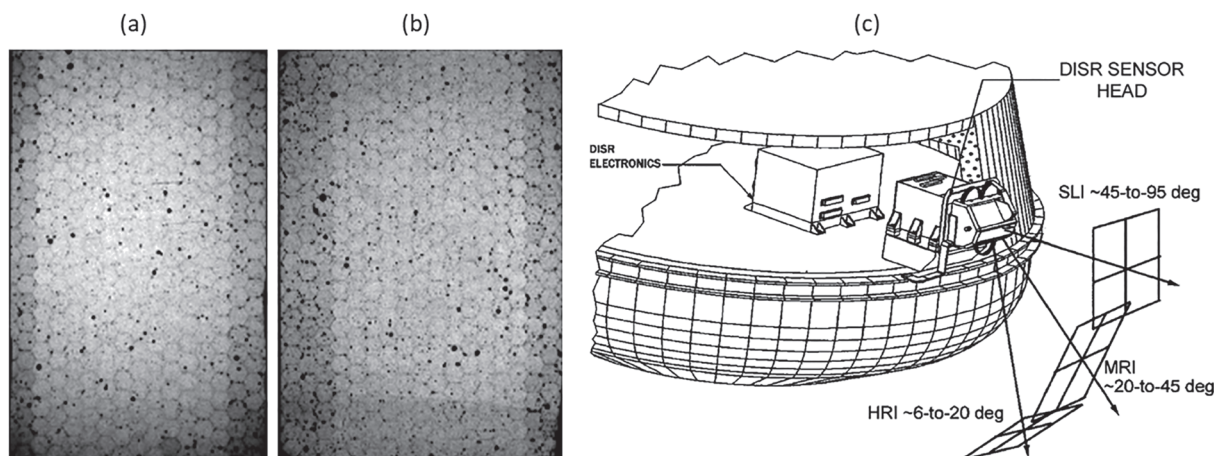 (a)
(b)
(c)
DISR SENSOR
HEAD
DISR
ELECTRONICS
SLI ~45-to-95 deg
MRI
~20-to-45 deg
HRI ~6-to-20 deg